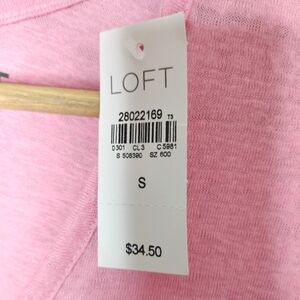 LOFT
28022169 T3
D301 CL3 C5981
S 508390 SZ 600
S
$34.50